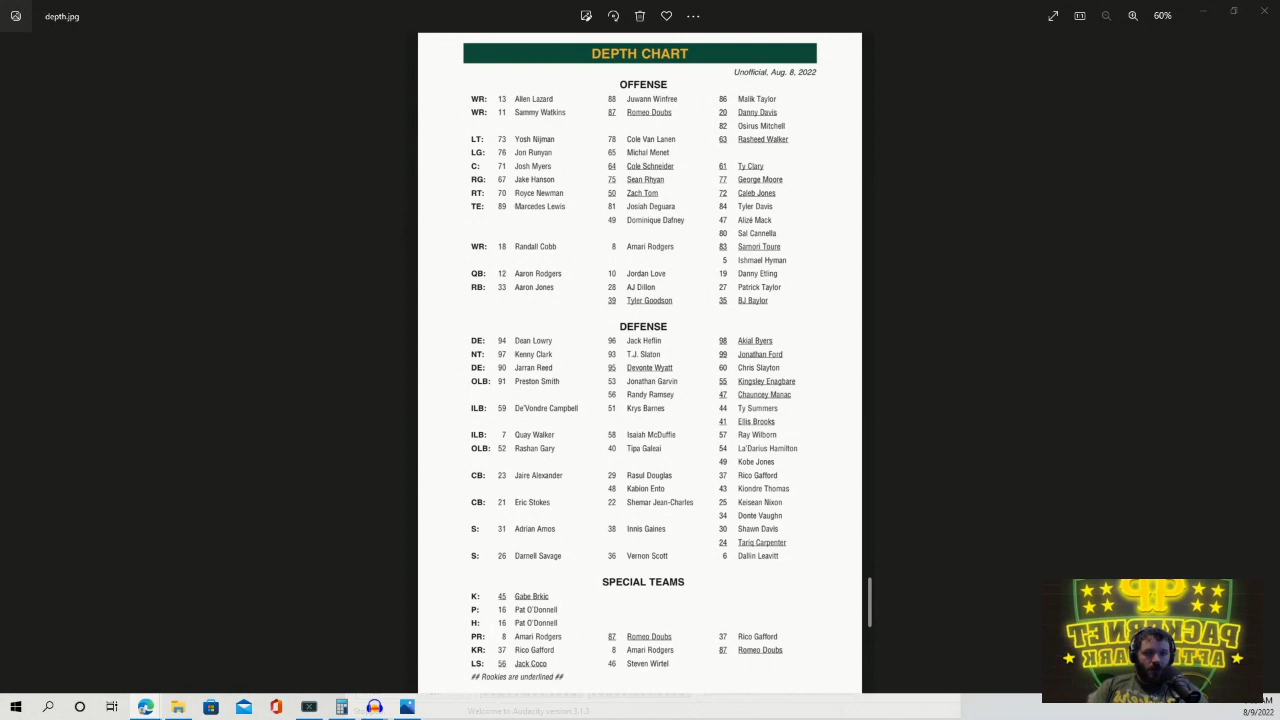 DEPTH CHART
Unofficial, Aug. 8, 2022
OFFENSE
WR: 13 Allen Lazard 88 Juwann Winfree 86 Malik Taylor
WR: 11 Sammy Watkins 87 Romeo Doubs 20 Danny Davis
82 Osirus Mitchell
LT: 73 Yosh Nijman 78 Cole Van Lanen 63 Rasheed Walker
LG: 76 Jon Runyan 65 Michal Menet
C: 71 Josh Myers 64 Cole Schneider 61 Ty Clary
RG: 67 Jake Hanson 75 Sean Rhyan 77 George Moore
RT: 70 Royce Newman 50 Zach Tom 72 Caleb Jones
TE: 89 Marcedes Lewis 81 Josiah Deguara 84 Tyler Davis
49 Dominique Dafney 47 Alizé Mack
80 Sal Cannella
WR: 18 Randall Cobb 8 Amari Rodgers 83 Samori Toure
5 Ishmael Hyman
QB: 12 Aaron Rodgers 10 Jordan Love 19 Danny Etling
RB: 33 Aaron Jones 28 AJ Dillon 27 Patrick Taylor
39 Tyler Goodson 35 BJ Baylor
DEFENSE
DE: 94 Dean Lowry 96 Jack Heflin 98 Akial Byers
NT: 97 Kenny Clark 93 T.J. Slaton 99 Jonathan Ford
DE: 90 Jarran Reed 95 Devonte Wyatt 60 Chris Slayton
OLB: 91 Preston Smith 53 Jonathan Garvin 55 Kingsley Enagbare
56 Randy Ramsey 47 Chauncey Manac
ILB: 59 De'Vondre Campbell 51 Krys Barnes 44 Ty Summers
41 Ellis Brooks
ILB: 7 Quay Walker 58 Isaiah McDuffie 57 Ray Wilborn
OLB: 52 Rashan Gary 40 Tipa Galeai 54 La'Darius Hamilton
49 Kobe Jones
CB: 23 Jaire Alexander 29 Rasul Douglas 37 Rico Gafford
48 Kabion Ento 43 Kiondre Thomas
CB: 21 Eric Stokes 22 Shemar Jean-Charles 25 Keisean Nixon
34 Donte Vaughn
S: 31 Adrian Amos 38 Innis Gaines 30 Shawn Davis
24 Tariq Carpenter
S: 26 Darnell Savage 36 Vernon Scott 6 Dallin Leavitt
SPECIAL TEAMS
K: 45 Gabe Brkic
P: 16 Pat O'Donnell
H: 16 Pat O'Donnell
PR: 8 Amari Rodgers 87 Romeo Doubs 37 Rico Gafford
KR: 37 Rico Gafford 8 Amari Rodgers 87 Romeo Doubs
LS: 56 Jack Coco 46 Steven Wirtel
## Rookies are underlined ##
Welcome to Audacity version 3.1.3
8/9/2022